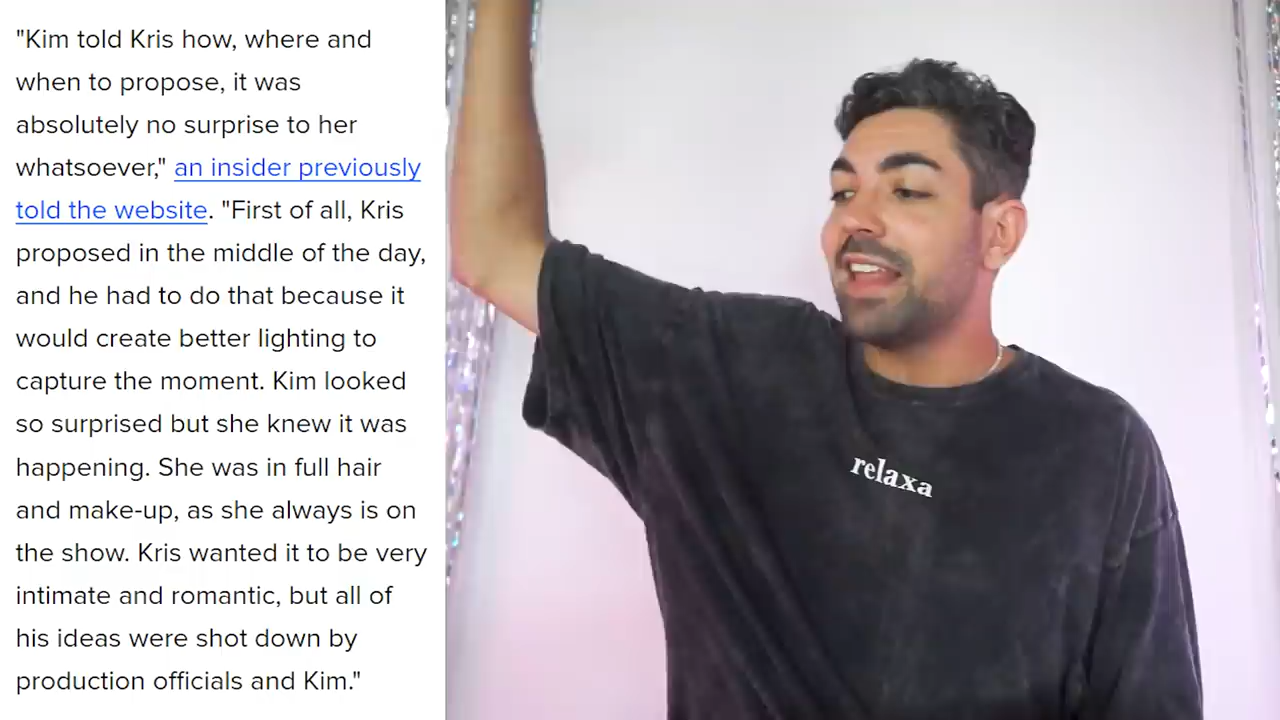 "Kim told Kris how, where and
when to propose, it was
absolutely no surprise to her
whatsoever," an insider previously
told the website. "First of all, Kris
proposed in the middle of the day,
and he had to do that because it
would create better lighting to
capture the moment. Kim looked
so surprised but she knew it was
happening. She was in full hair
and make-up, as she always is on
the show. Kris wanted it to be very
intimate and romantic, but all of
his ideas were shot down by
production officials and Kim."
relaxa